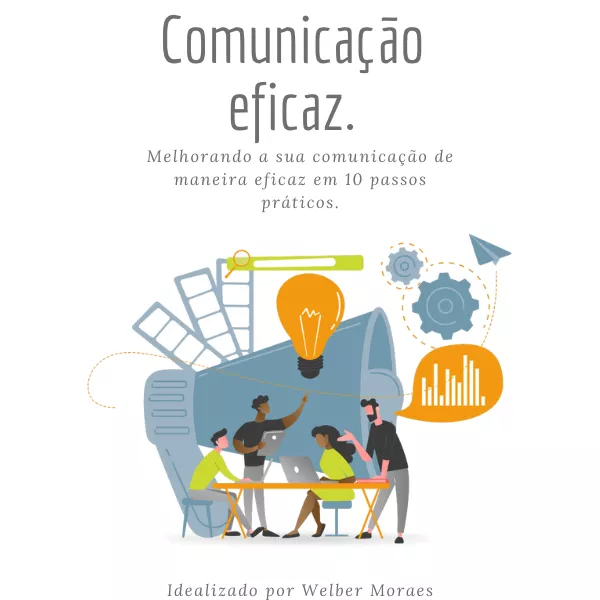 Comunicação
eficaz.
Melhorando a sua comunicação de
maneira eficaz em 10 passos
práticos.
Idealizado por Welber Moraes